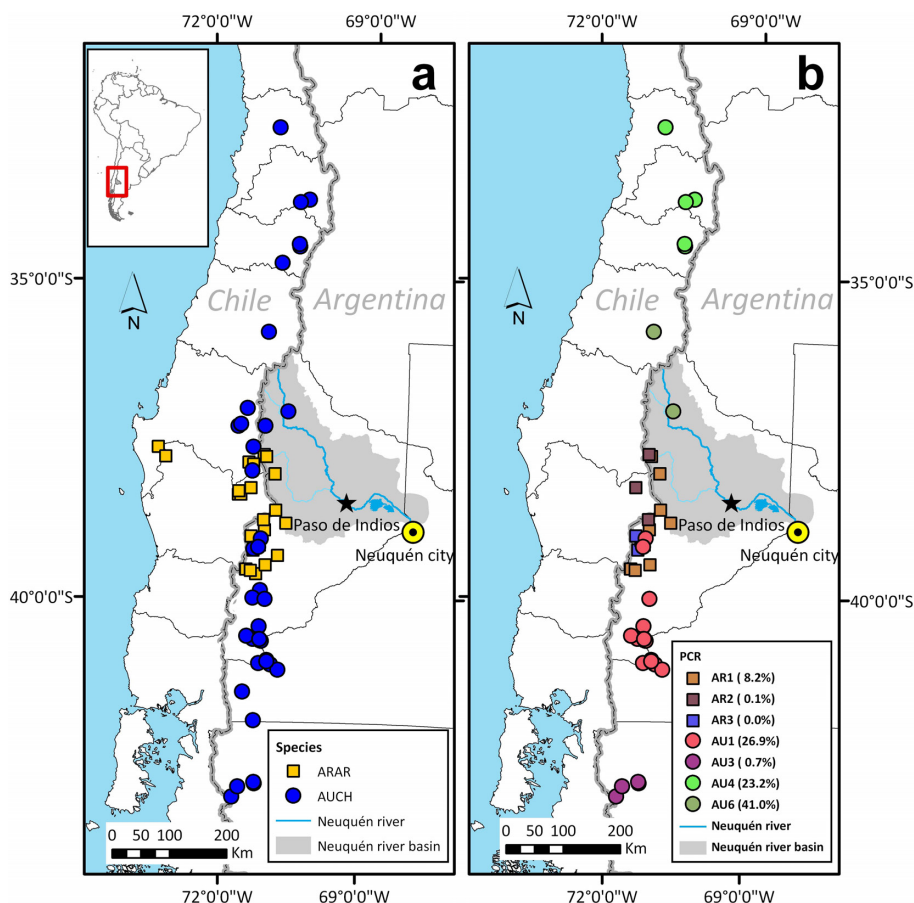 72°0'0"W
69°0'0"W
72°0'0"W
69°0'0"W
a
b
35°0'0"S
35°0'0"S
Chile
Argentina
Chile
Argentina
N
N
Paso de Indios
Neuquén city
Paso de Indios
Neuquén city
40°0'0"S
40°0'0"S
Species
ARAR
AUCH
Neuquén river
Neuquén river basin
0 50 100 200
Km
PCR
AR1 ( 8.2%)
AR2 ( 0.1%)
AR3 ( 0.0%)
AU1 (26.9%)
AU3 ( 0.7%)
AU4 (23.2%)
AU6 (41.0%)
Neuquén river
Neuquén river basin
0 50 100 200
Km
72°0'0"W
69°0'0"W
72°0'0"W
69°0'0"W